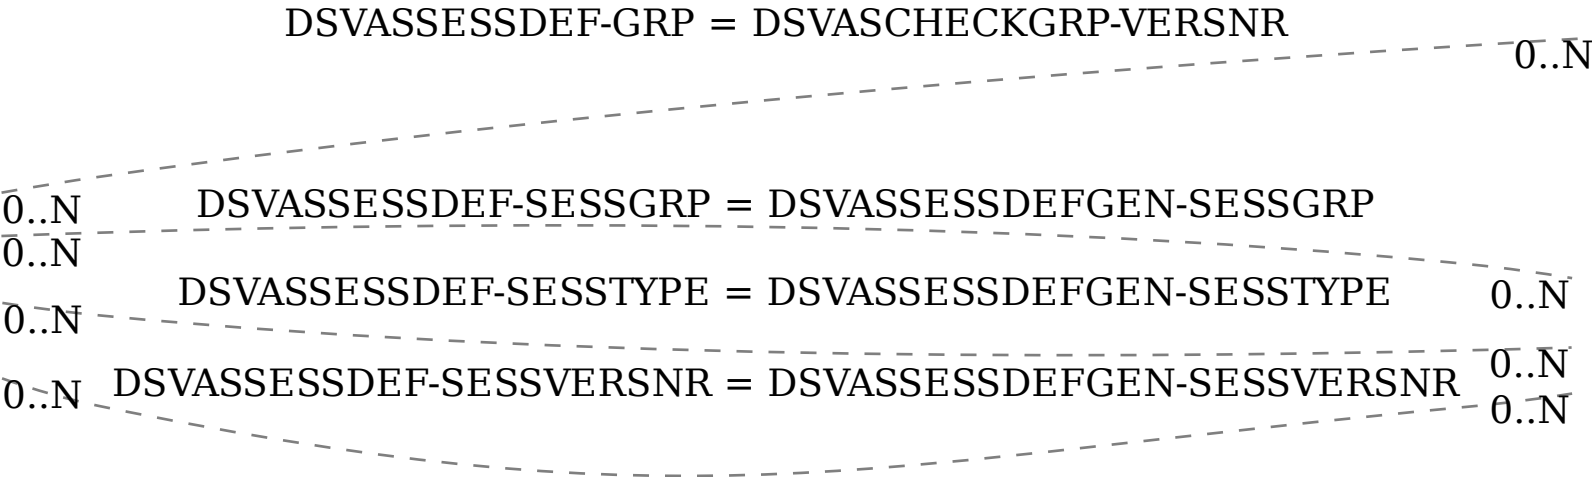 DSVASSESSDEF-GRP = DSVASCHECKGRP-VERSNR
0..N
0..N
DSVASSESSDEF-SESSGRP = DSVASSESSDEFGEN-SESSGRP
0..N
DSVASSESSDEF-SESSTYPE = DSVASSESSDEFGEN-SESSTYPE
0..N
0..N
0..N
DSVASSESSDEF-SESSVERSNR = DSVASSESSDEFGEN-SESSVERSNR
0..N
0..N